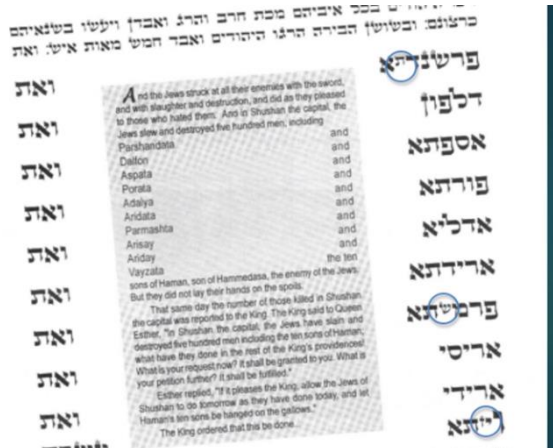 איביהם מכת חרב והרג ואבדן ויעשו בשנאיהם
כרצונם: ובשושן הבירה הרגו היהודים ואבד חמש מאות איש: ואת
פרשנדתא ואת
דלפון ואת
אספתא ואת
פורתא ואת
אדליא ואת
ארידתא ואת
פרמשתא ואת
אריסי ואת
ארידי ואת
ויזתא
And the Jews struck at all their enemies with the sword,
and with slaughter and destruction, and did as they pleased
to those who hated them. And in Shushan the capital, the
Jews slew and destroyed five hundred men, including
Parshandata and
Dalfon and
Aspata and
Porata and
Adalya and
Aridata and
Parmashta and
Arisay and
Ariday and
Vayzata the ten
sons of Haman, son of Hammedasa, the enemy of the Jews.
But they did not lay their hands on the spoils.
That same day the number of those killed in Shushan
the capital was reported to the King. The King said to Queen
Esther, "In Shushan the capital, the Jews have slain and
destroyed five hundred men including the ten sons of Haman;
what have they done in the rest of the King's providences!
What is your request now? It shall be granted to you. What is
your petition further? It shall be fulfilled."
Esther replied, "If it pleases the King, allow the Jews of
Shushan to do tomorrow as they have done today, and let
Haman's ten sons be hanged on the gallows."
The King ordered that this be done.